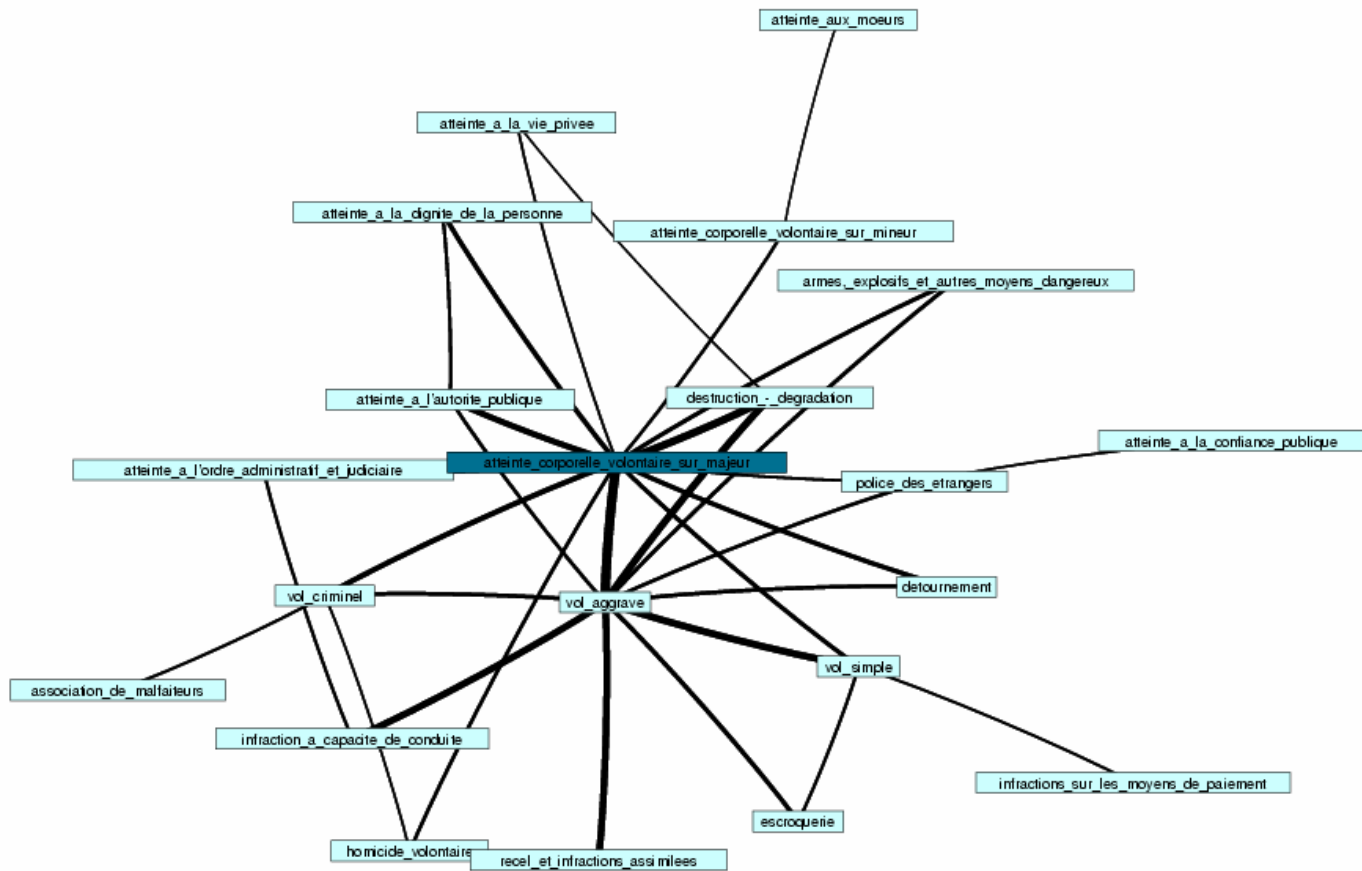 atteinte_aux_moeurs
atteinte_a_la_vie_privee
atteinte_a_la_dignite_de_la_personne
atteinte_corporelle_volontaire_sur_mineur
armes,_explosifs_et_autres_moyens_dangereux
atteinte_a_l'autorite_publique
destruction_-_degradation
atteinte_a_la_confiance_publique
atteinte_corporelle_volontaire_sur_majeur
atteinte_a_l'ordre_administratif_et_judiciaire
police_des_etrangers
detournement
vol_criminel
vol_aggrave
vol_simple
association_de_malfaiteurs
infraction_a_capacite_de_conduite
infractions_sur_les_moyens_de_paiement
escroquerie
homicide_volontaire
recel_et_infractions_assimilees